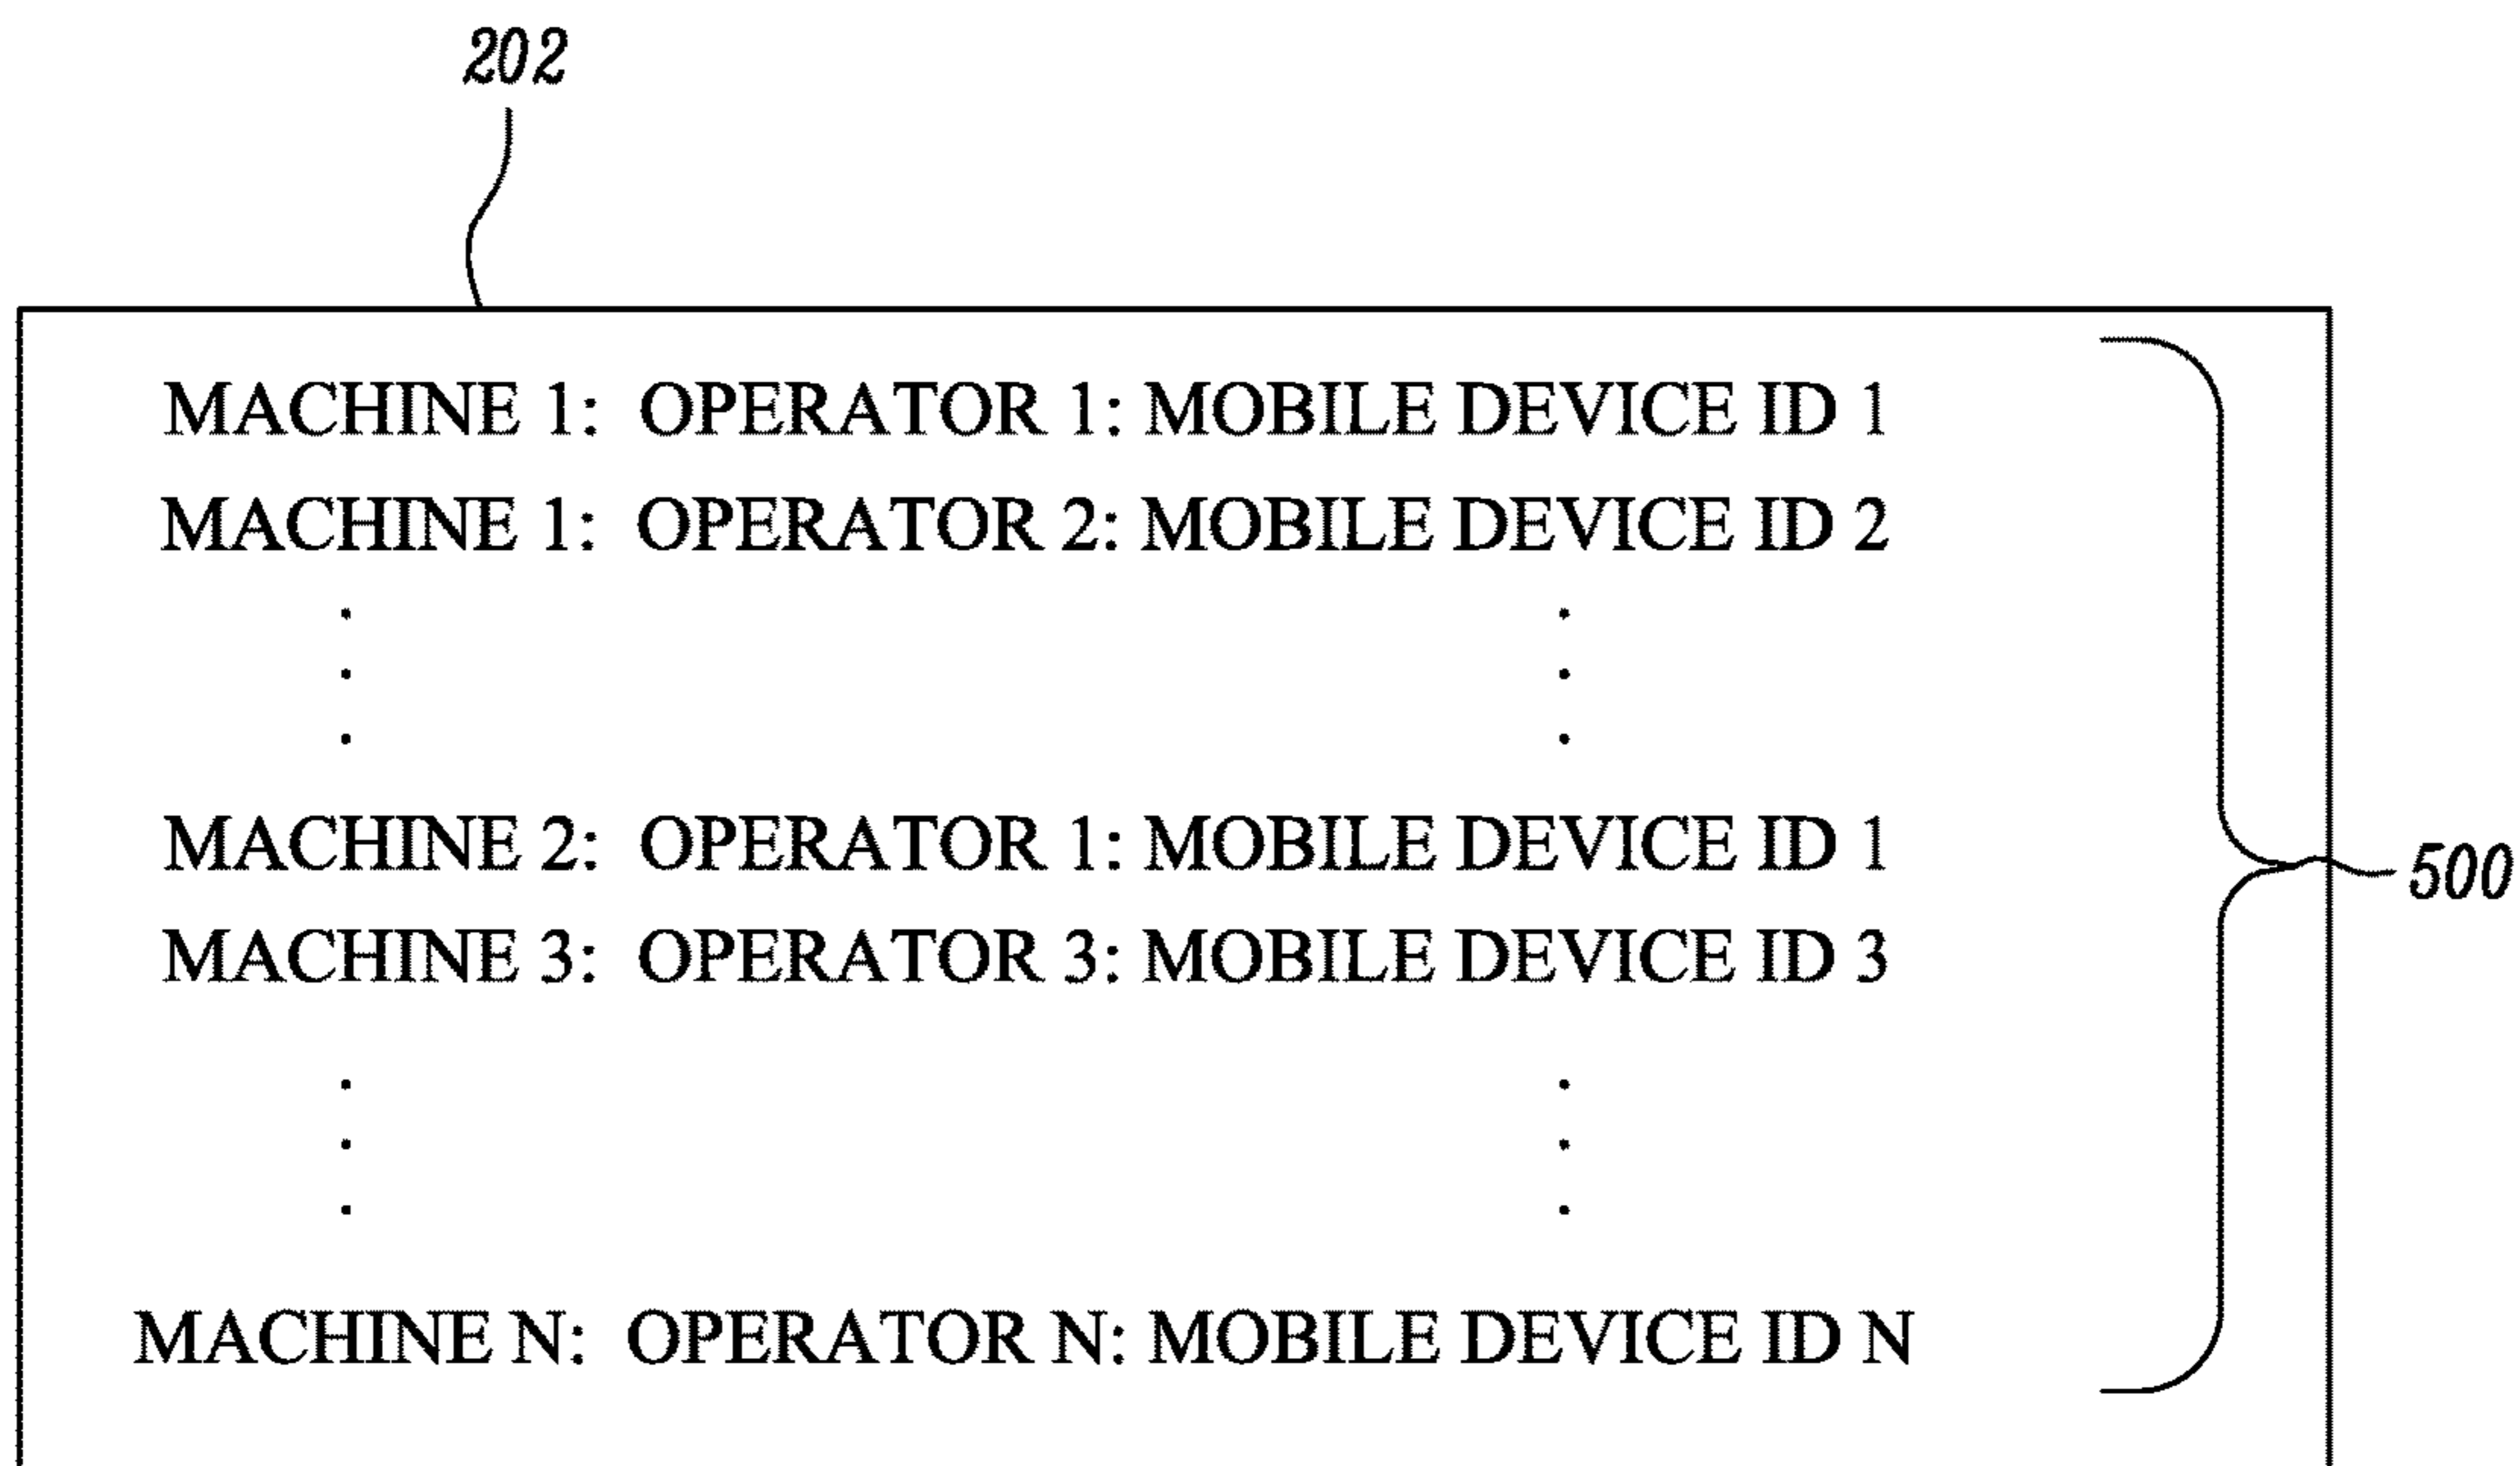 202
MACHINE 1: OPERATOR 1: MOBILE DEVICE ID 1
MACHINE 1: OPERATOR 2: MOBILE DEVICE ID 2
. .
. .
. .
MACHINE 2: OPERATOR 1: MOBILE DEVICE ID 1
500
MACHINE 3: OPERATOR 3: MOBILE DEVICE ID 3
. .
. .
. .
MACHINE N: OPERATOR N: MOBILE DEVICE ID N